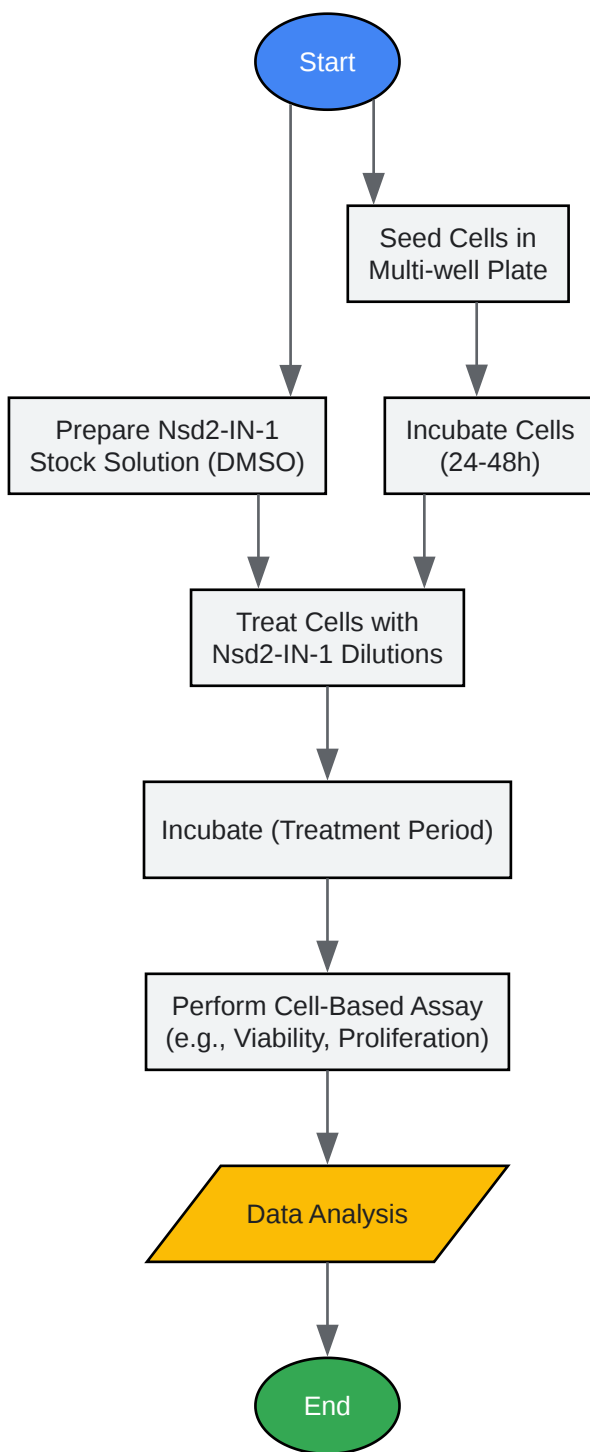 Start
Seed Cells in
Multi-well Plate
Prepare Nsd2-IN-1
Stock Solution (DMSO)
Incubate Cells
(24-48h)
Treat Cells with
Nsd2-IN-1 Dilutions
Incubate (Treatment Period)
Perform Cell-Based Assay
(e.g., Viability, Proliferation)
Data Analysis
End